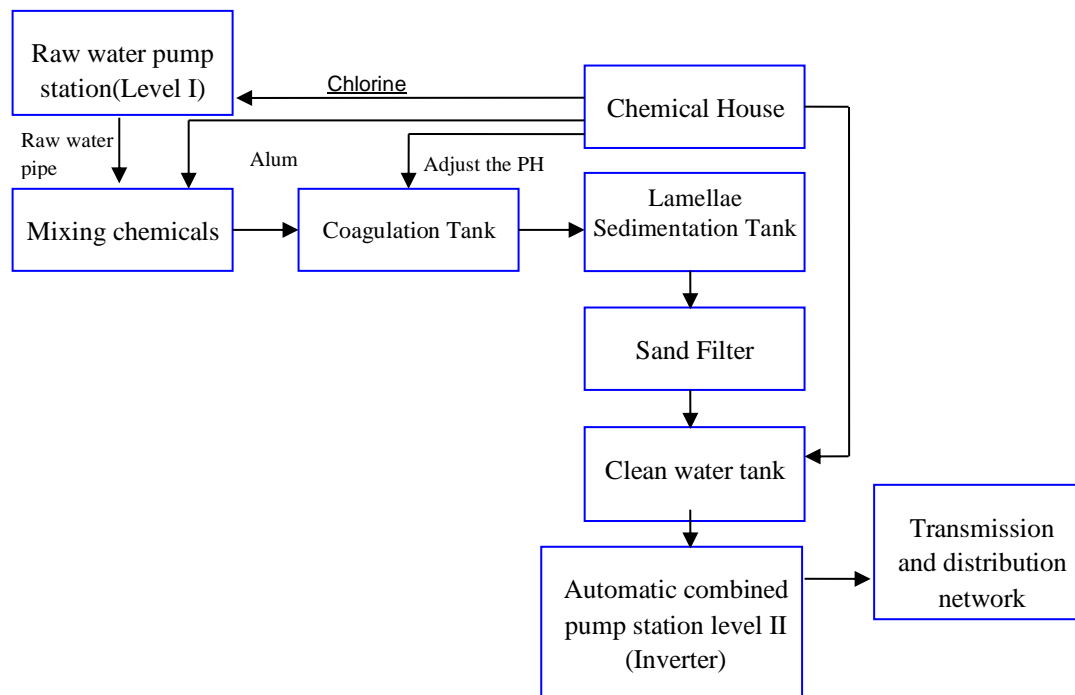 Raw water pump
station(Level I)
Chlorine
Chemical House
Raw water
pipe
Alum
Adjust the PH
Mixing chemicals
Coagulation Tank
Lamellae
Sedimentation Tank
Sand Filter
Clean water tank
Automatic combined
pump station level II
(Inverter)
Transmission
and distribution
network